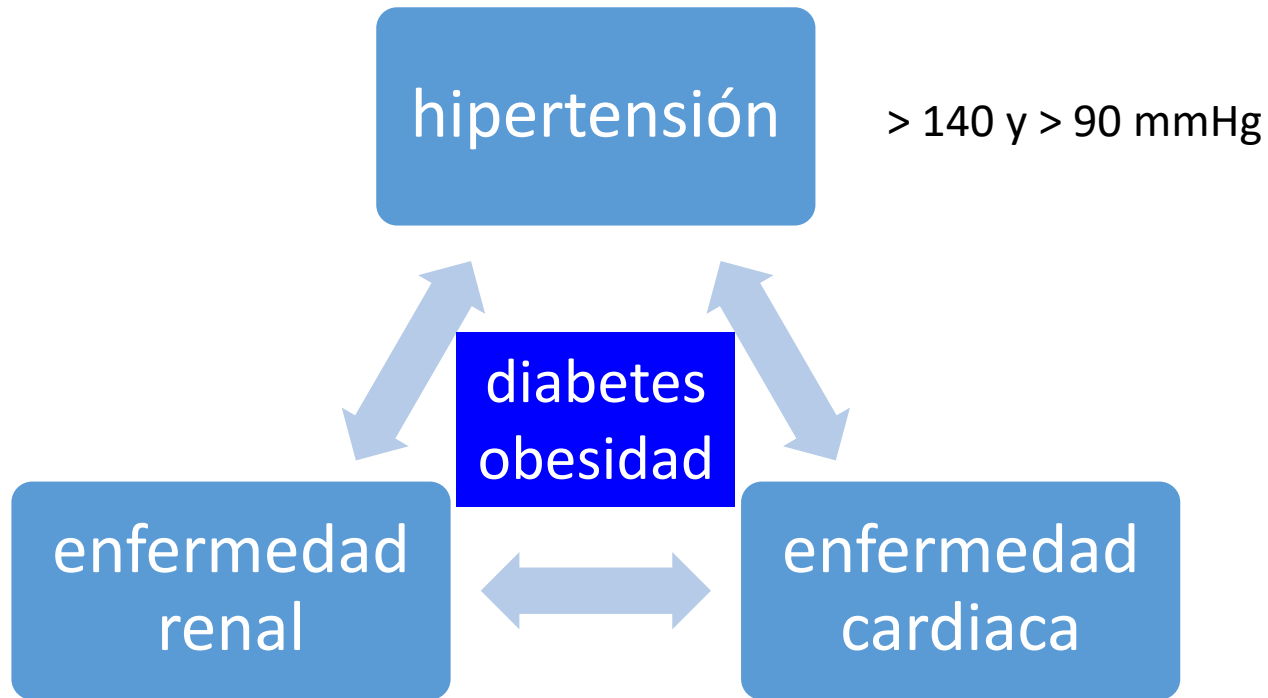 hipertensión
> 140 y > 90 mmHg
diabetes
obesidad
enfermedad
renal
enfermedad
cardiaca